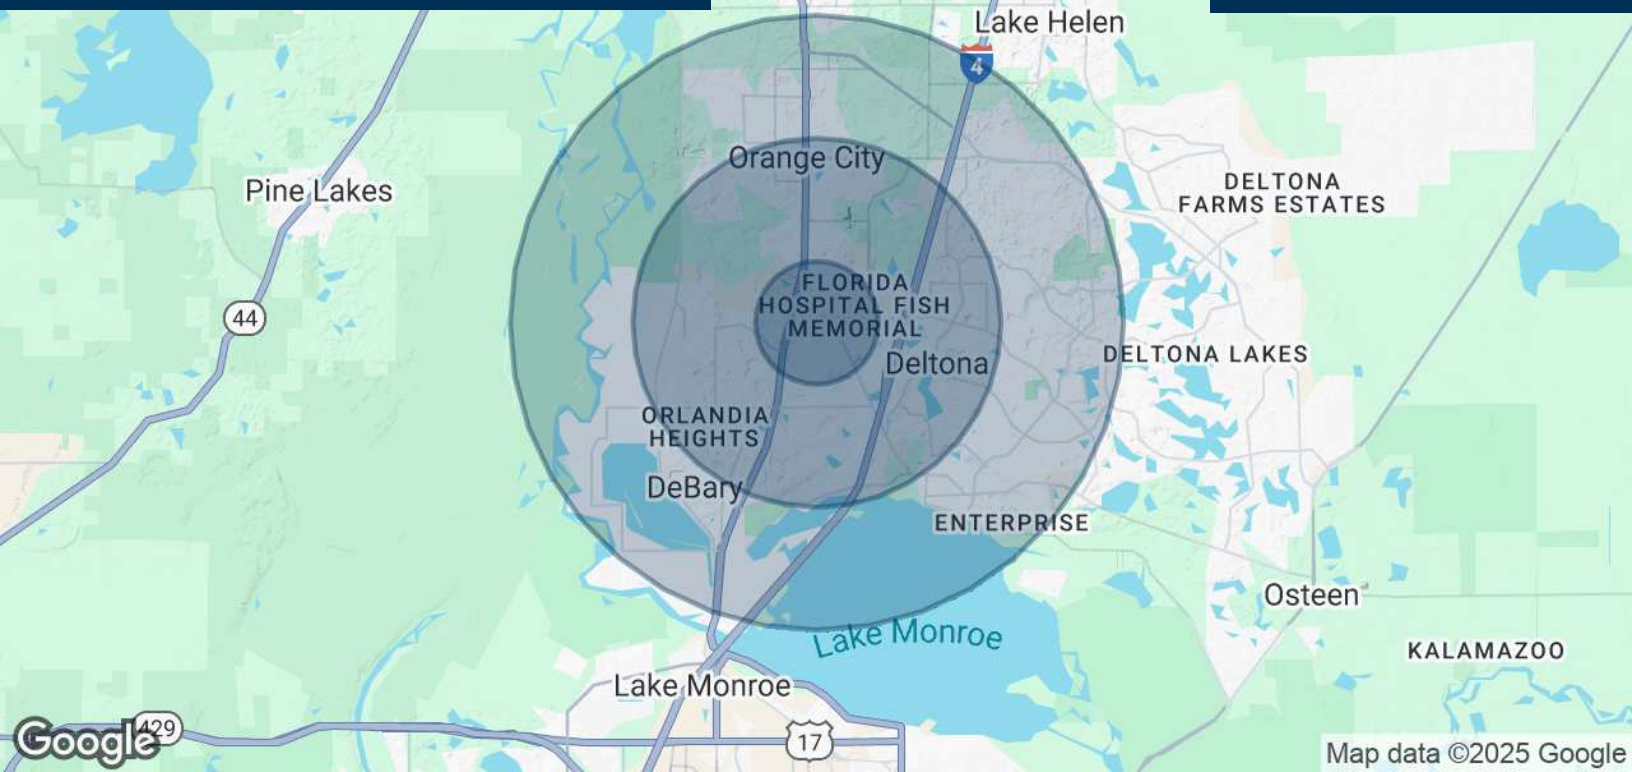 Lake Helen
4
Orange City
Pine Lakes
DELTONA
FARMS ESTATES
FLORIDA
HOSPITAL FISH
MEMORIAL
44
Deltona
DELTONA LAKES
ORLANDIA
HEIGHTS
DeBary
ENTERPRISE
Osteen
Lake Monroe
KALAMAZOO
Lake Monroe
429
Google
17
Map data ©2025 Google